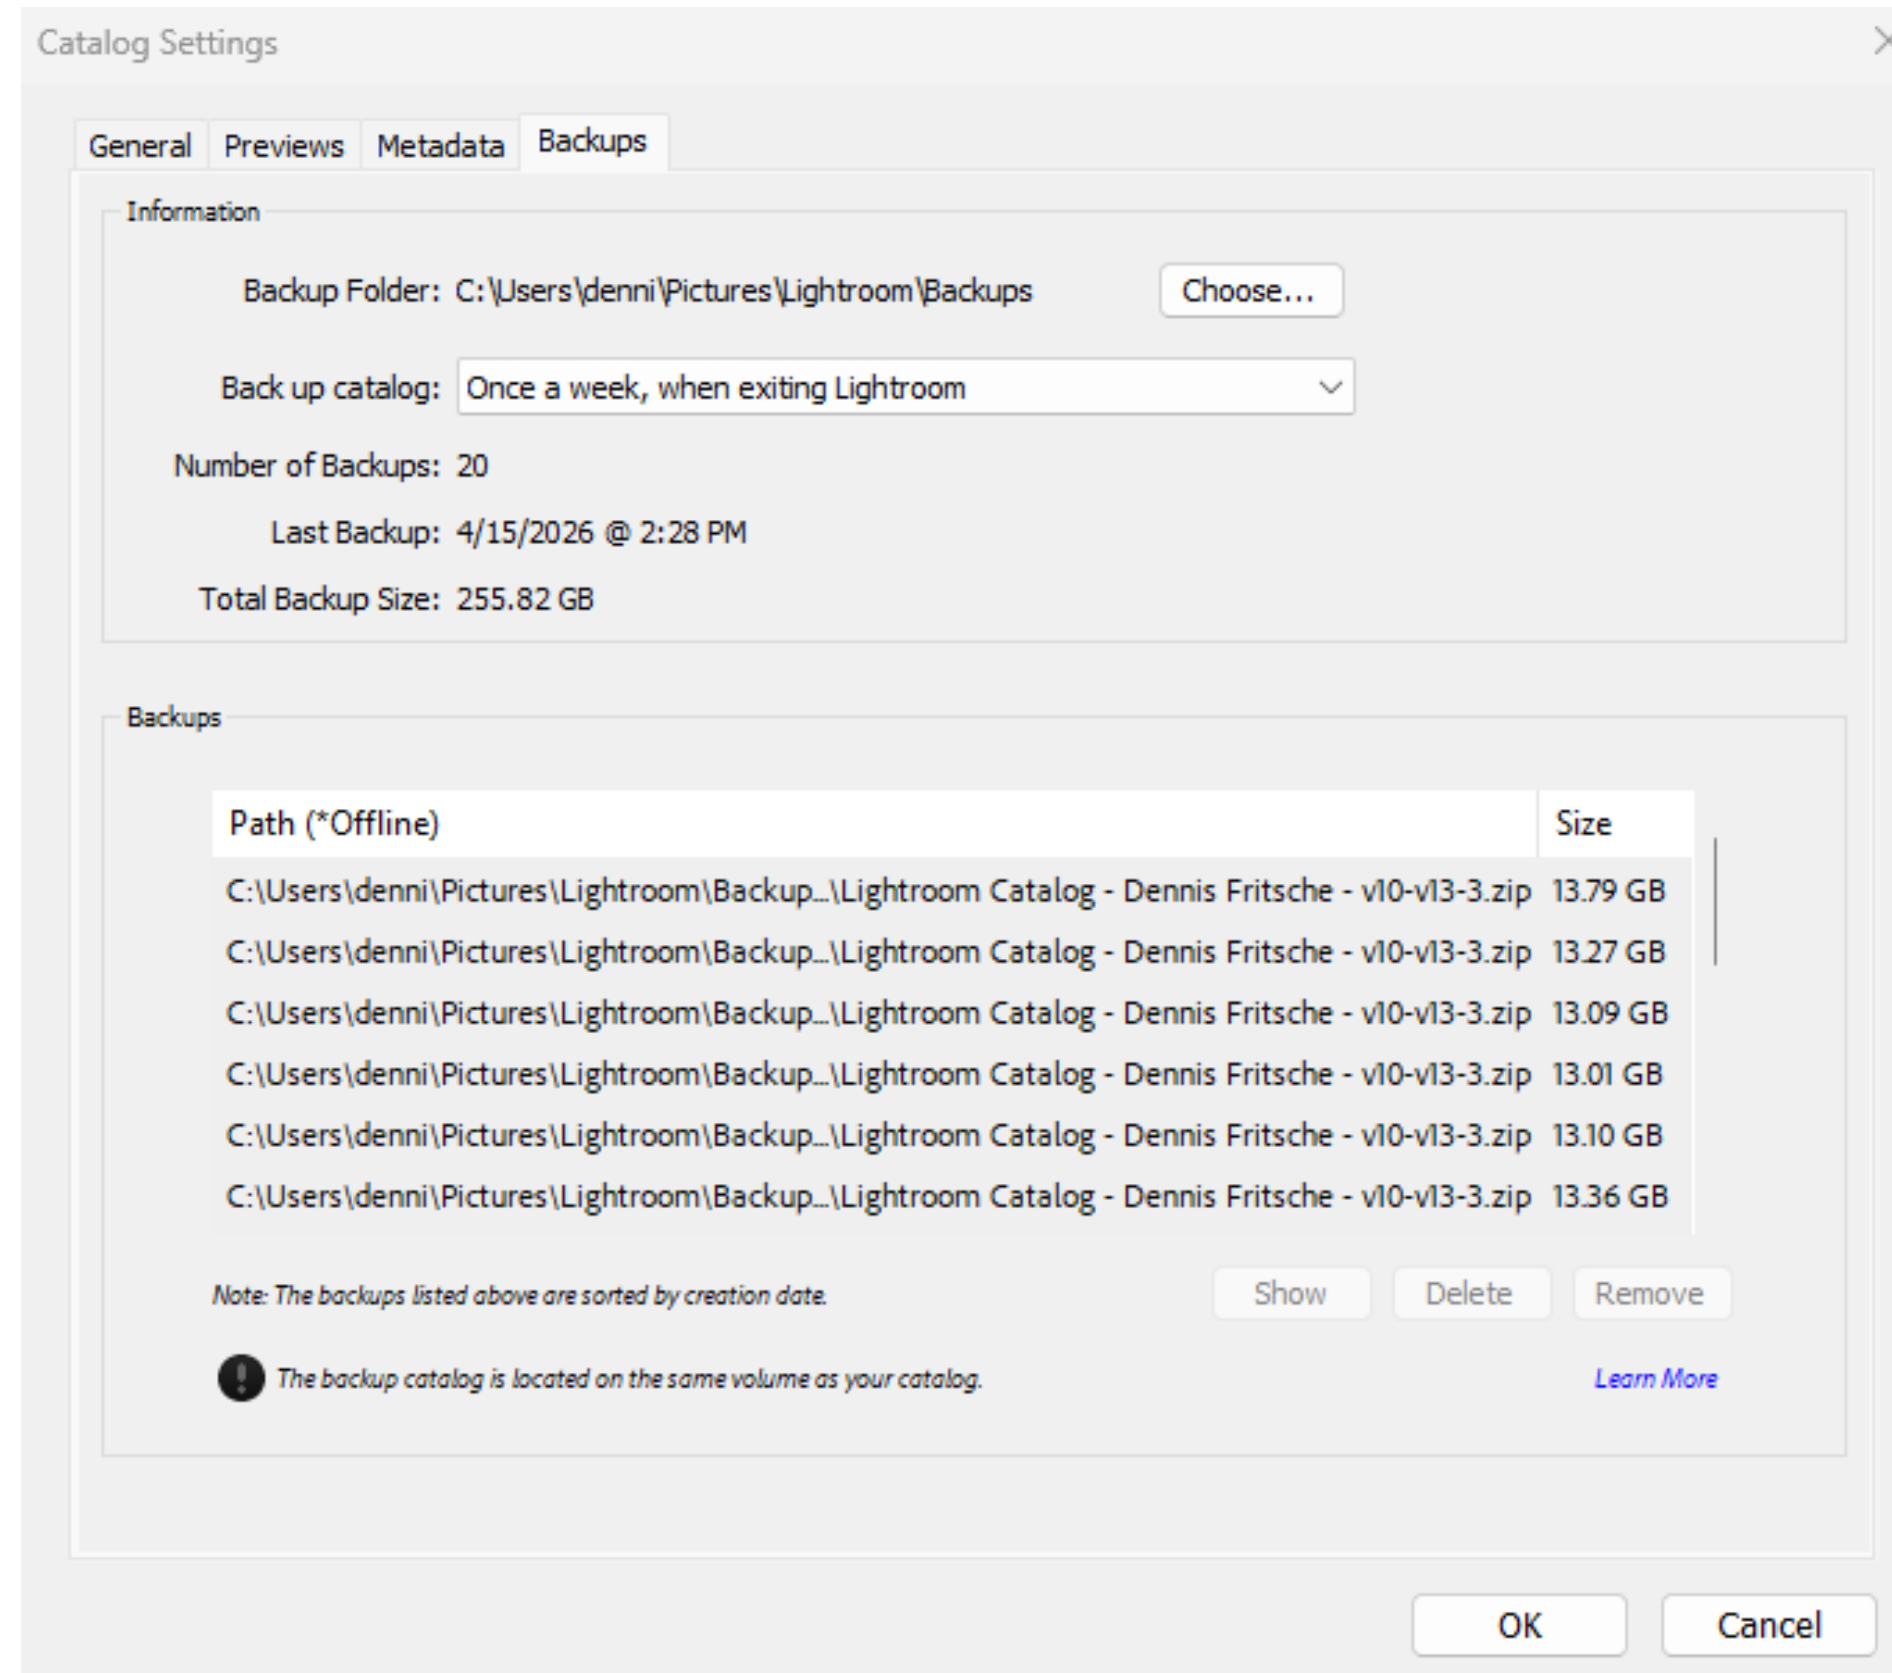 Catalog Settings
General Previews Metadata Backups
Information
Backup Folder: C:\Users\denni\Pictures\Lightroom\Backups Choose...
Back up catalog: Once a week, when exiting Lightroom
Number of Backups: 20
Last Backup: 4/15/2026 @ 2:28 PM
Total Backup Size: 255.82 GB
Backups
Path (*Offline) Size
C:\Users\denni\Pictures\Lightroom\Backup...\Lightroom Catalog - Dennis Fritsche - v10-v13-3.zip 13.79 GB
C:\Users\denni\Pictures\Lightroom\Backup...\Lightroom Catalog - Dennis Fritsche - v10-v13-3.zip 13.27 GB
C:\Users\denni\Pictures\Lightroom\Backup...\Lightroom Catalog - Dennis Fritsche - v10-v13-3.zip 13.09 GB
C:\Users\denni\Pictures\Lightroom\Backup...\Lightroom Catalog - Dennis Fritsche - v10-v13-3.zip 13.01 GB
C:\Users\denni\Pictures\Lightroom\Backup...\Lightroom Catalog - Dennis Fritsche - v10-v13-3.zip 13.10 GB
C:\Users\denni\Pictures\Lightroom\Backup...\Lightroom Catalog - Dennis Fritsche - v10-v13-3.zip 13.36 GB
Note: The backups listed above are sorted by creation date. Show Delete Remove
The backup catalog is located on the same volume as your catalog. Learn More
OK Cancel